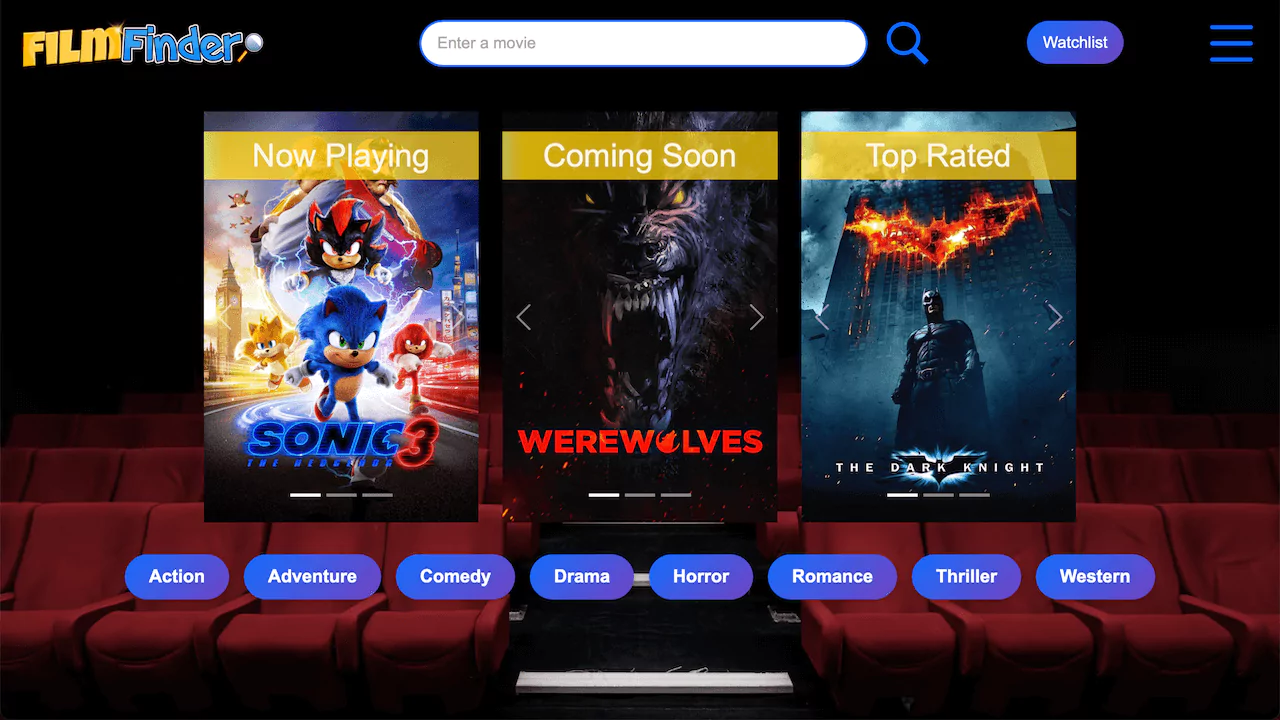 FILMFinder
Enter a movie
Watchlist
Now Playing
Coming Soon
Top Rated
SONIC 3
THE HEDGEHOG
WEREWOLVES
THE DARK KNIGHT
Action
Adventure
Comedy
Drama
Horror
Romance
Thriller
Western